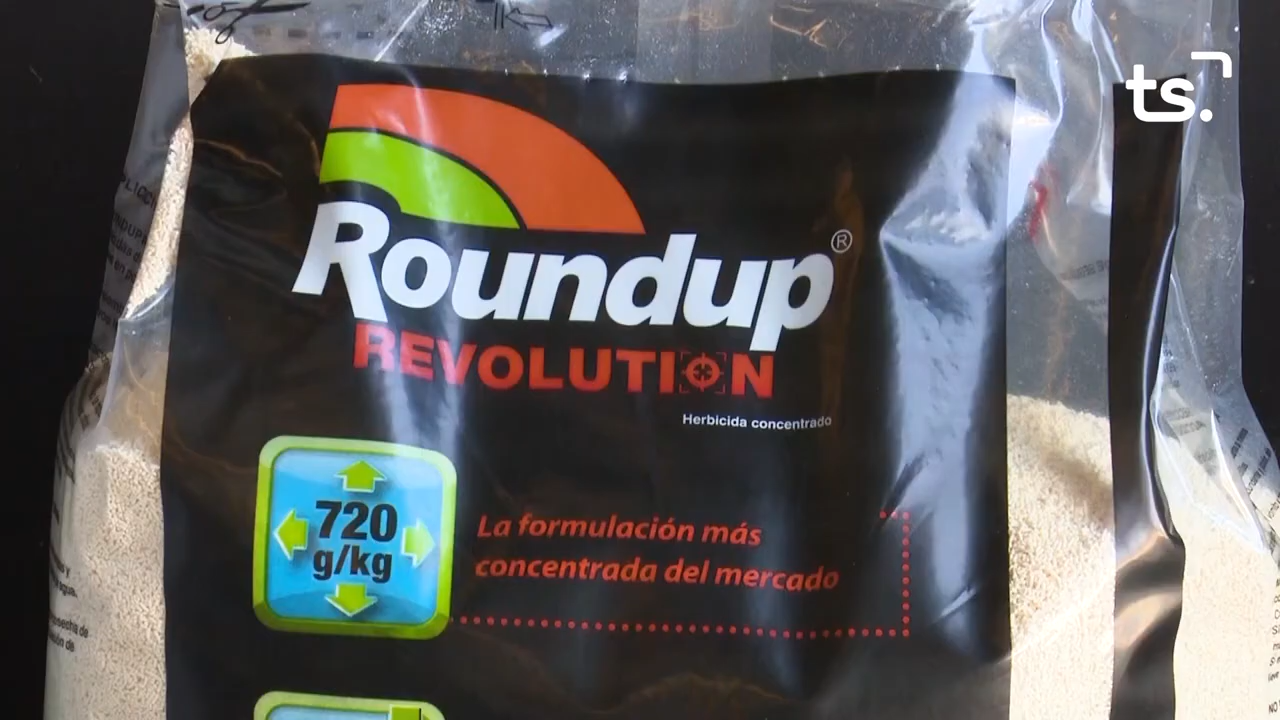 ts.
Roundup®
REVOLUTION
Herbicida concentrado
720
g/kg
La formulación más
concentrada del mercado